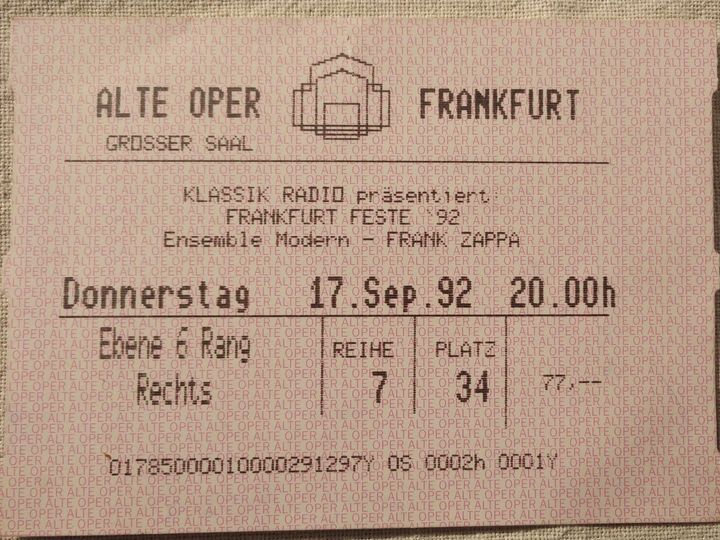 ALTE OPER FRANKFURT
GROSSER SAAL
KLASSIK RADIO präsentiert:
FRANKFURT FESTE '92
Ensemble Modern - FRANK ZAPPA
Donnerstag 17.Sep.92 20.00h
Ebene 6 Rang REIHE PLATZ
Rechts 7 34 77,--
01785000010000291297Y OS 0002h 0001Y